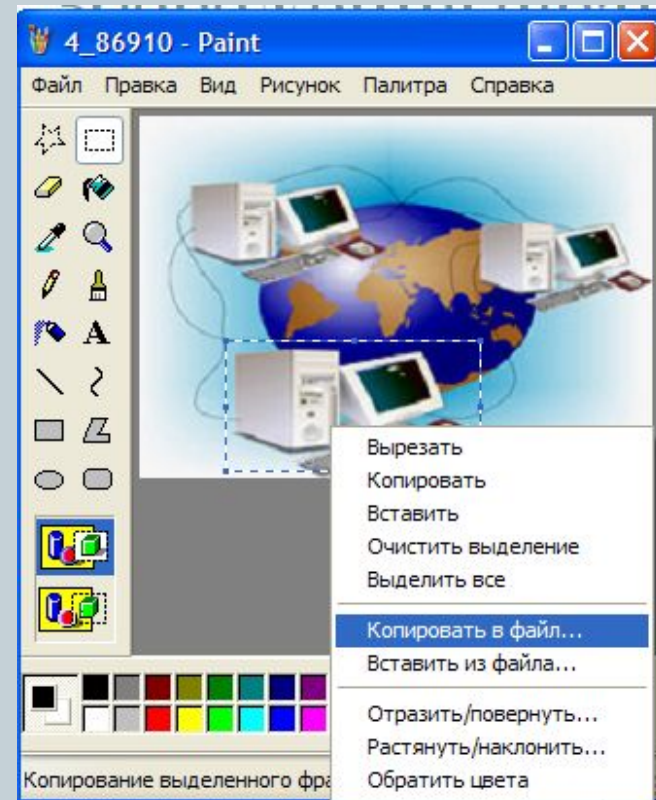 4_86910 - Paint
Файл Правка Вид Рисунок Палитра Справка
A
Вырезать
Копировать
Вставить
Очистить выделение
Выделить все
Копировать в файл...
Вставить из файла...
Отразить/повернуть...
Растянуть/наклонить...
Обратить цвета
Копирование выделенного